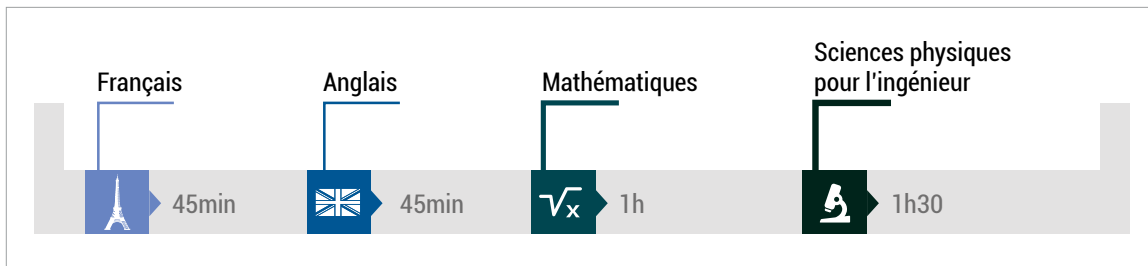 Français
Anglais
Mathématiques
Sciences physiques
pour l'ingénieur
45min
45min
√x
1h
1h30